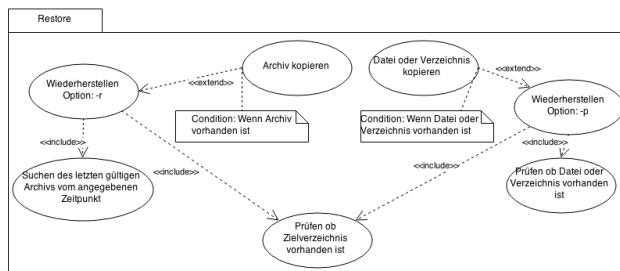 Restore
Archiv kopieren
Datei oder Verzeichnis
kopieren
<<extend>>
<<extend>>
Wiederherstellen
Option: -r
Wiederherstellen
Option: -p
Condition: Wenn Archiv
vorhanden ist
Condition: Wenn Datei oder
Verzeichnis vorhanden ist
<<include>>
<<include>>
<<include>>
<<include>>
Suchen des letzten gültigen
Archivs vom angegebenen
Zeitpunkt
Prüfen ob Datei oder
Verzeichnis vorhanden
ist
Prüfen ob
Zielverzeichnis
vorhanden ist